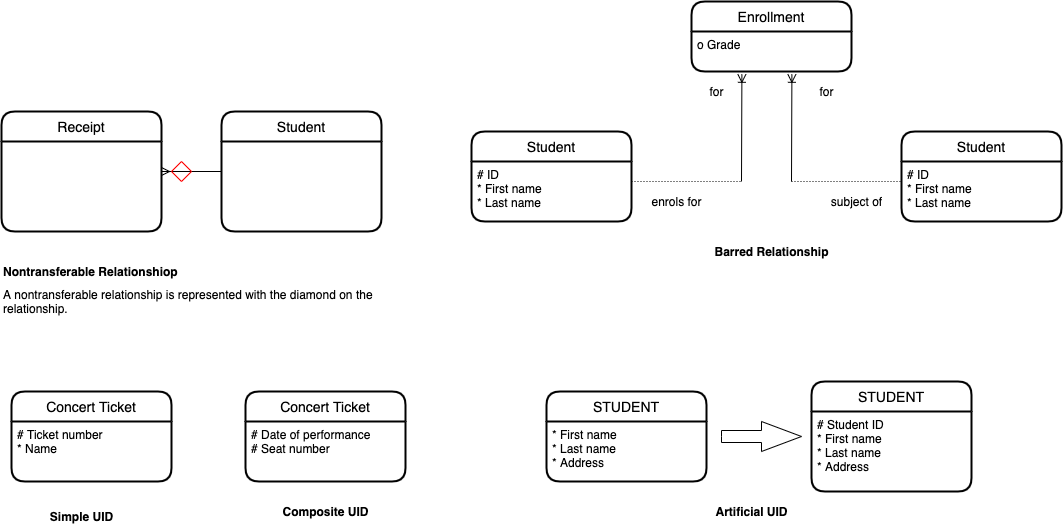 Enrollment
o Grade
for
for
Receipt
Student
Student
# ID
* First name
* Last name
Student
# ID
* First name
* Last name
enrols for
subject of
Barred Relationship
Nontransferable Relationshiop
A nontransferable relationship is represented with the diamond on the
relationship.
Concert Ticket
# Ticket number
* Name
Simple UID
Concert Ticket
# Date of performance
# Seat number
Composite UID
STUDENT
* First name
* Last name
* Address
STUDENT
# Student ID
* First name
* Last name
* Address
Artificial UID